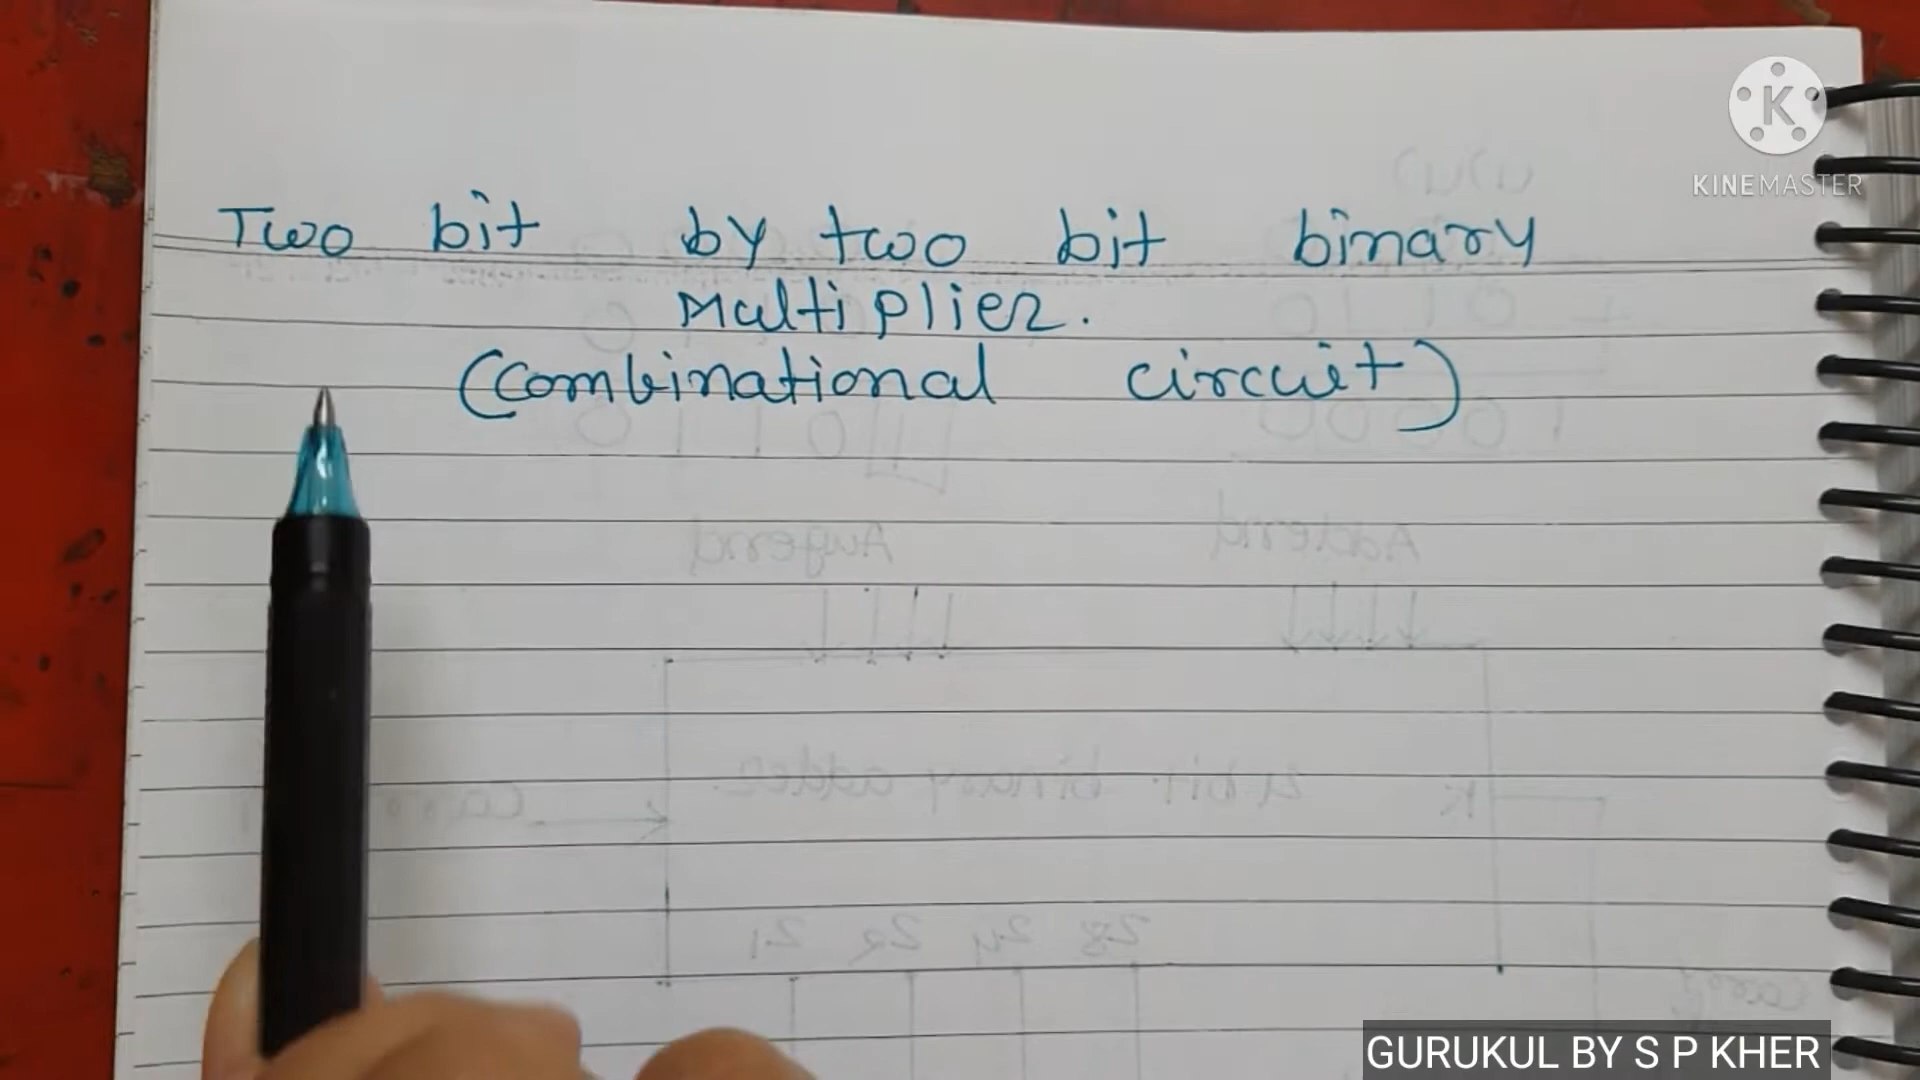 Two bit by two bit binary
Multiplier.
(combinational circuit)
KINEMASTER
GURUKUL BY S P KHER